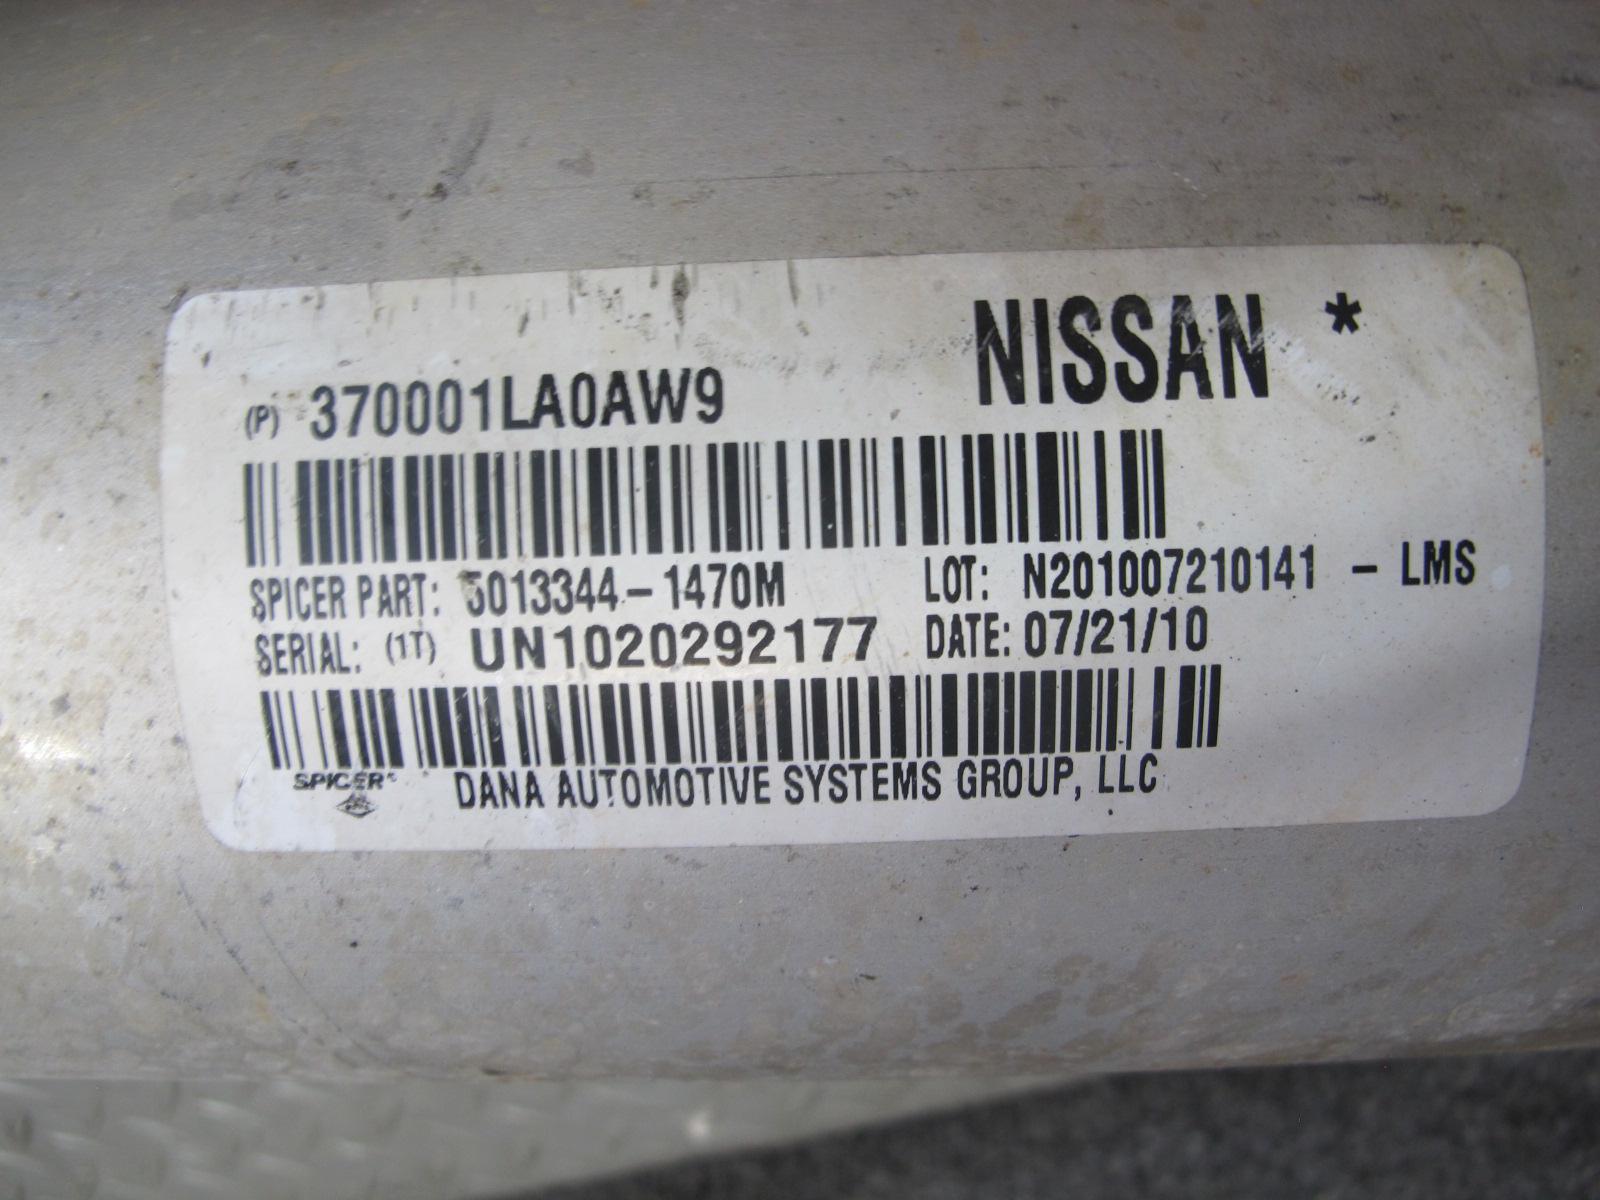 NISSAN *
(P) 370001LA0AW9
SPICER PART: 5013344-1470M LOT: N201007210141 - LMS
SERIAL: (1T) UN1020292177 DATE: 07/21/10
SPICER® DANA AUTOMOTIVE SYSTEMS GROUP, LLC